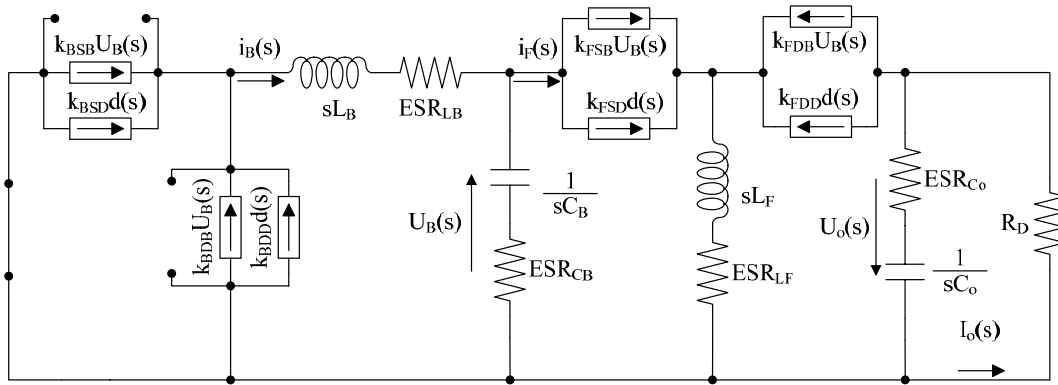 k_BSB U_B(s)
k_BSD d(s)
i_B(s)
sL_B
ESR_LB
i_F(s)
k_FSB U_B(s)
k_FSD d(s)
k_FDB U_B(s)
k_FDD d(s)
k_BDB U_B(s)
k_BDD d(s)
U_B(s)
1
sC_B
ESR_CB
sL_F
ESR_LF
U_o(s)
ESR_Co
1
sC_o
R_D
I_o(s)